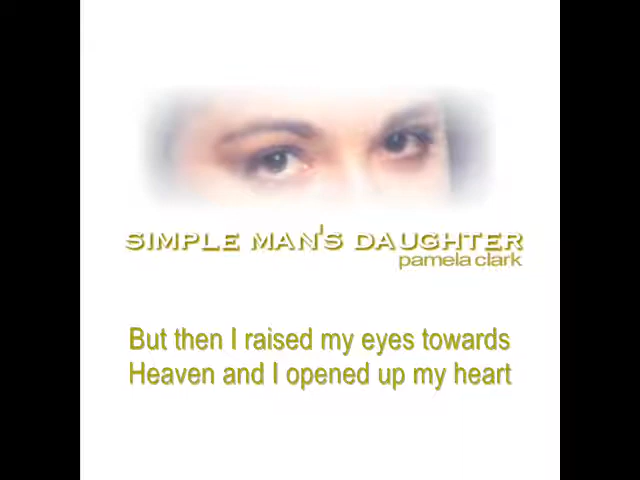 SIMPLE MAN'S DAUGHTER
pamela clark
But then I raised my eyes towards
Heaven and I opened up my heart